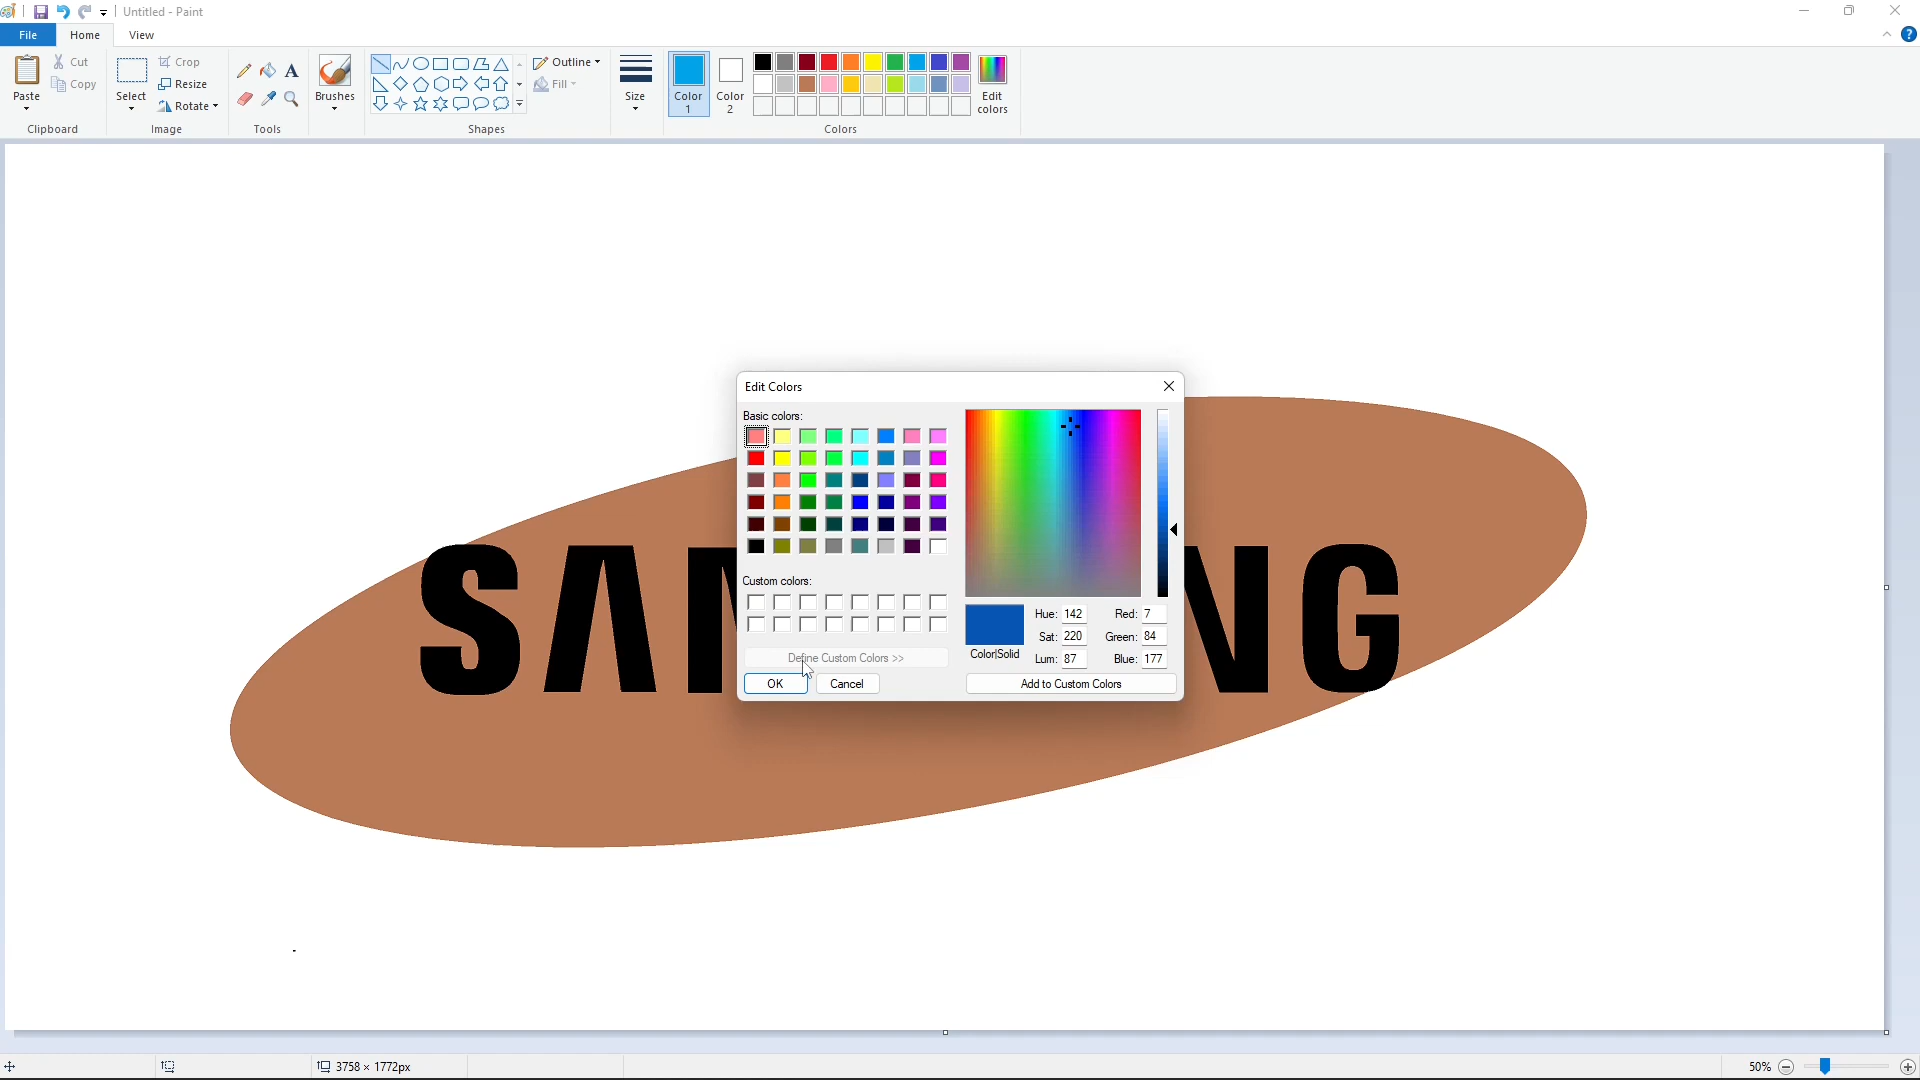 Untitled - Paint
File Home View
Paste
Cut
Copy
Clipboard
Select
Crop
Resize
Rotate
Image
Tools
Brushes
Shapes
Outline
Fill
Size
Color 1
Color 2
Edit colors
Colors
Edit Colors
Basic colors:
Custom colors:
Define Custom Colors >>
OK Cancel
Color|Solid
Hue: 142 Red: 7
Sat: 220 Green: 84
Lum: 87 Blue: 177
Add to Custom Colors
3758 × 1772px
50%